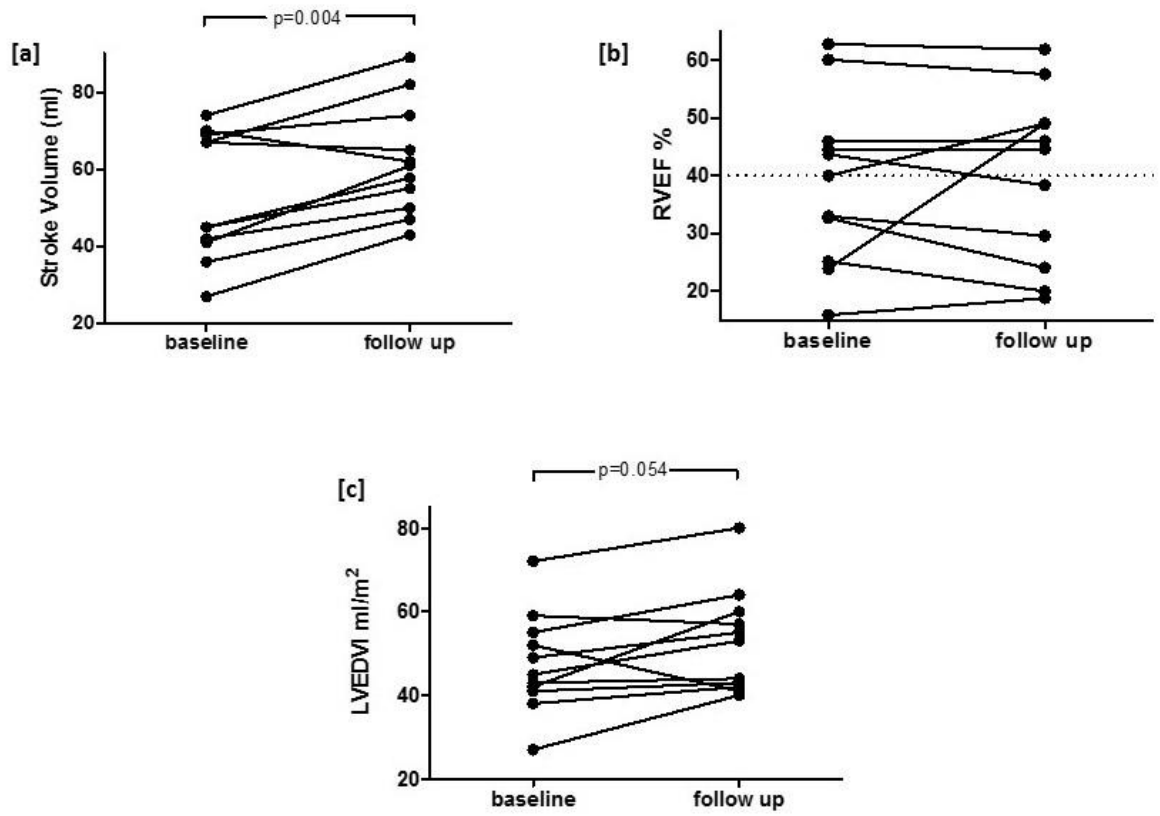 p=0.004
[a]
Stroke Volume (ml)
80
60
40
20
baseline follow up
[b]
RVEF %
60
50
40
30
20
baseline follow up
p=0.054
[c]
LVEDVI ml/m²
80
60
40
20
baseline follow up